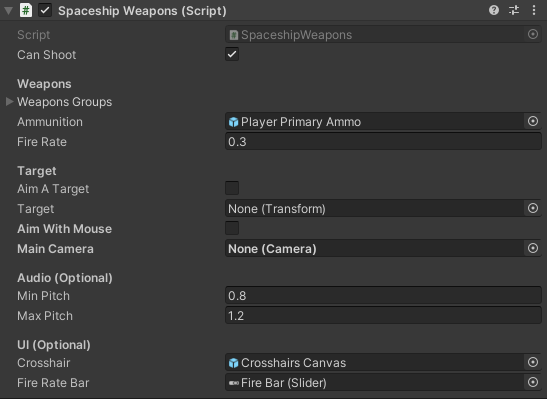 Spaceship Weapons (Script)
Script SpaceshipWeapons
Can Shoot
Weapons
Weapons Groups
Ammunition Player Primary Ammo
Fire Rate 0.3
Target
Aim A Target
Target None (Transform)
Aim With Mouse
Main Camera None (Camera)
Audio (Optional)
Min Pitch 0.8
Max Pitch 1.2
UI (Optional)
Crosshair Crosshairs Canvas
Fire Rate Bar Fire Bar (Slider)